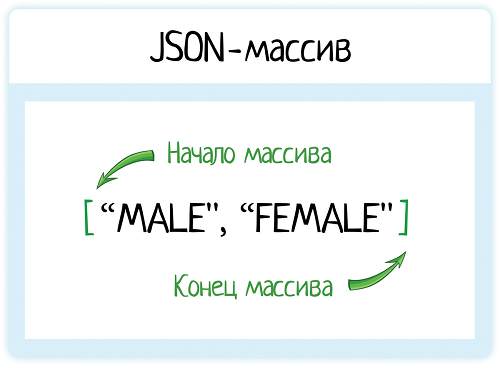 JSON-массив
Начало массива
[“MALE", “FEMALE"]
Конец массива